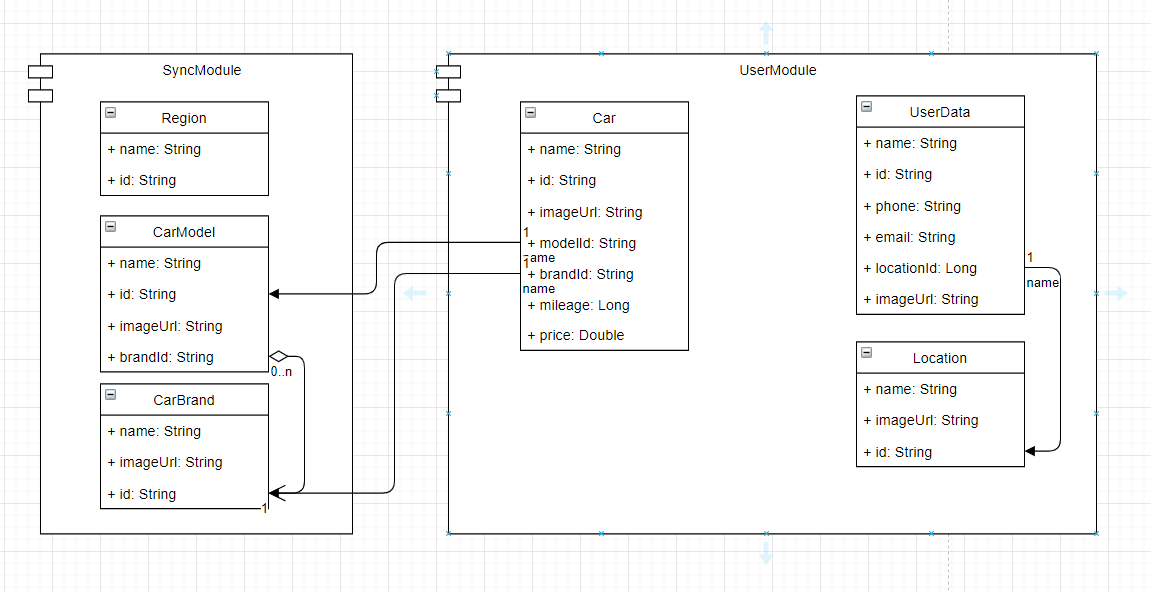 SyncModule
Region
+ name: String
+ id: String
CarModel
+ name: String
+ id: String
+ imageUrl: String
+ brandId: String
0..n
CarBrand
+ name: String
+ imageUrl: String
+ id: String
1
UserModule
Car
+ name: String
+ id: String
+ imageUrl: String
1
+ modelId: String
name
1
+ brandId: String
name
+ mileage: Long
+ price: Double
UserData
+ name: String
+ id: String
+ phone: String
+ email: String
+ locationId: Long
+ imageUrl: String
1
name
Location
+ name: String
+ imageUrl: String
+ id: String